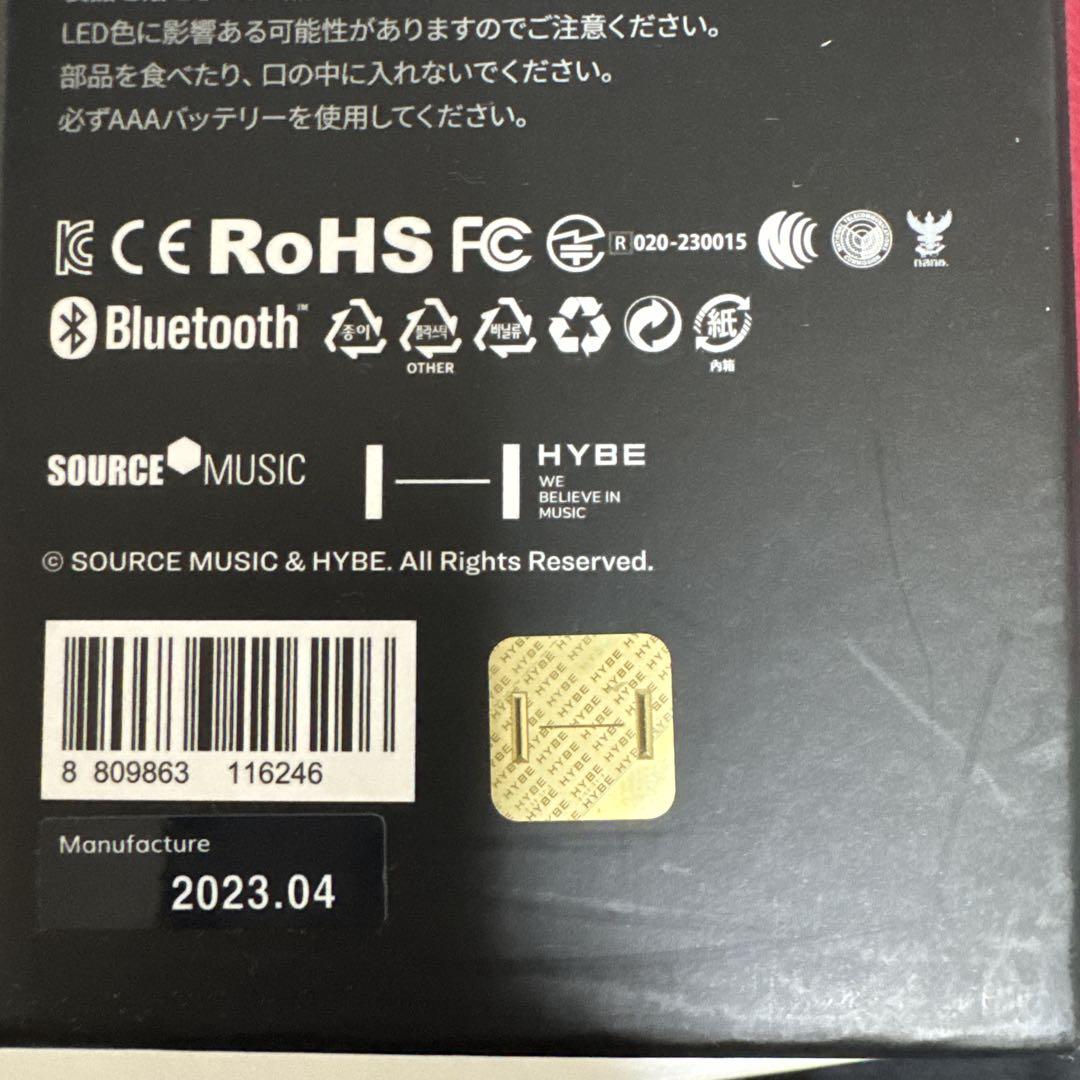 LED色に影響ある可能性がありますのでご注意ください。
部品を食べたり、口の中に入れないでください。
必ずAAAバッテリーを使用してください。
CE RoHS FC R 020-230015
nana.
Bluetooth™ 종이 플라스틱 비닐류 紙
OTHER 內箱
SOURCE MUSIC HYBE
WE
BELIEVE IN
MUSIC
© SOURCE MUSIC & HYBE. All Rights Reserved.
8 809863 116246
HYBE
Manufacture
2023.04